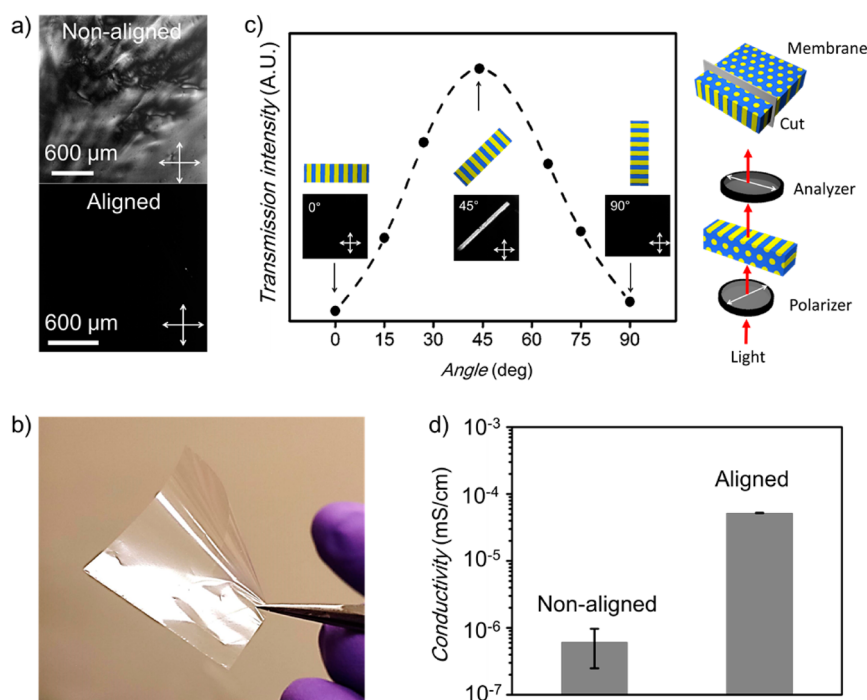 a)
Non-aligned
600 µm
Aligned
600 µm
c)
Transmission intensity (A.U.)
0°
45°
90°
0 15 30 45 60 75 90
Angle (deg)
Membrane
Cut
Analyzer
Polarizer
Light
b)
d)
Conductivity (mS/cm)
10⁻³
10⁻⁴
10⁻⁵
10⁻⁶
10⁻⁷
Non-aligned
Aligned